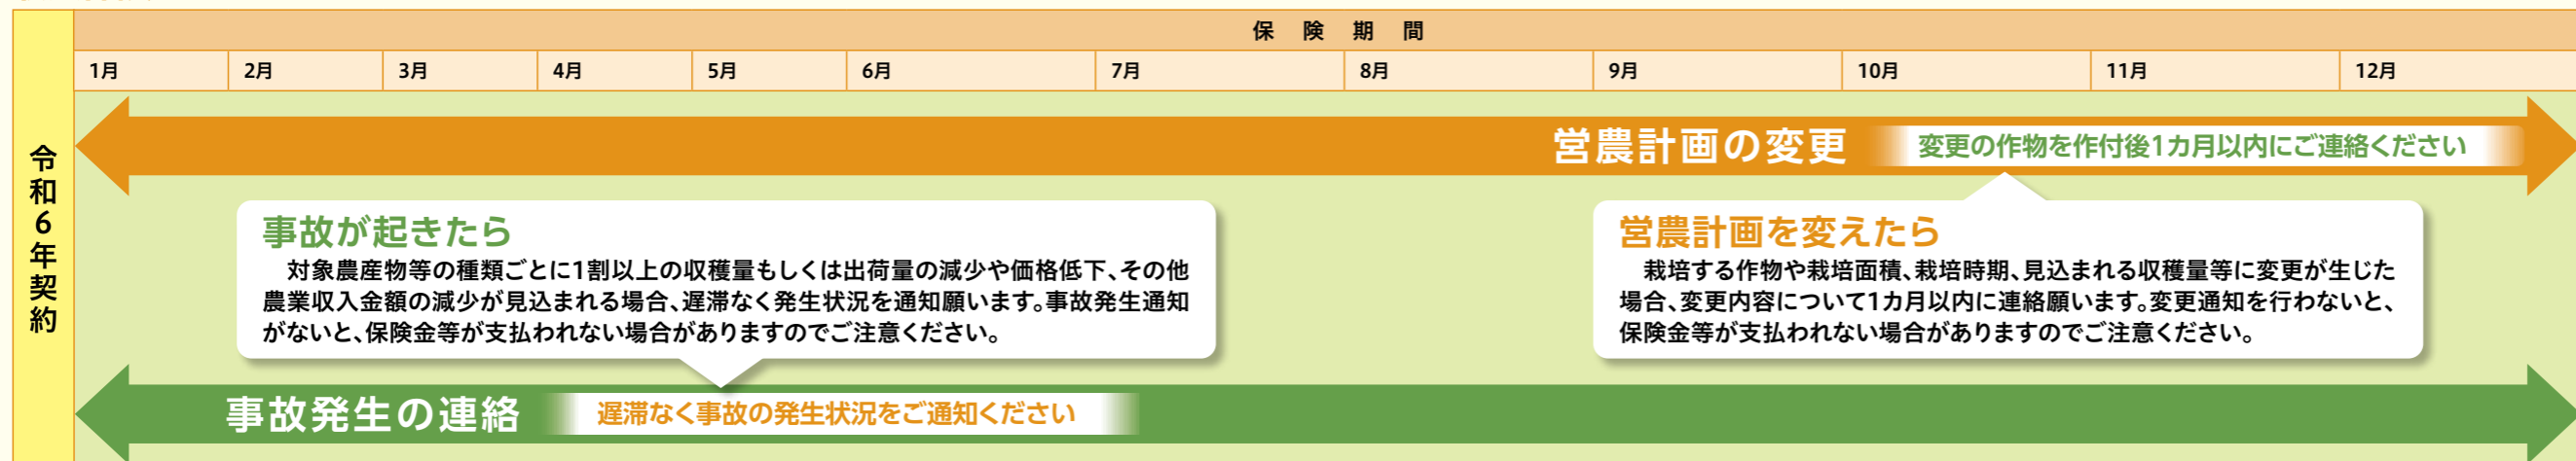 保険期間
1月 2月 3月 4月 5月 6月 7月 8月 9月 10月 11月 12月
令和6年契約
営農計画の変更 変更の作物を作付後1カ月以内にご連絡ください
事故が起きたら
対象農産物等の種類ごとに1割以上の収穫量もしくは出荷量の減少や価格低下、その他
農業収入金額の減少が見込まれる場合、遅滞なく発生状況を通知願います。事故発生通知
がないと、保険金等が支払われない場合がありますのでご注意ください。
営農計画を変えたら
栽培する作物や栽培面積、栽培時期、見込まれる収穫量等に変更が生じた
場合、変更内容について1カ月以内に連絡願います。変更通知を行わないと、
保険金等が支払われない場合がありますのでご注意ください。
事故発生の連絡 遅滞なく事故の発生状況をご通知ください